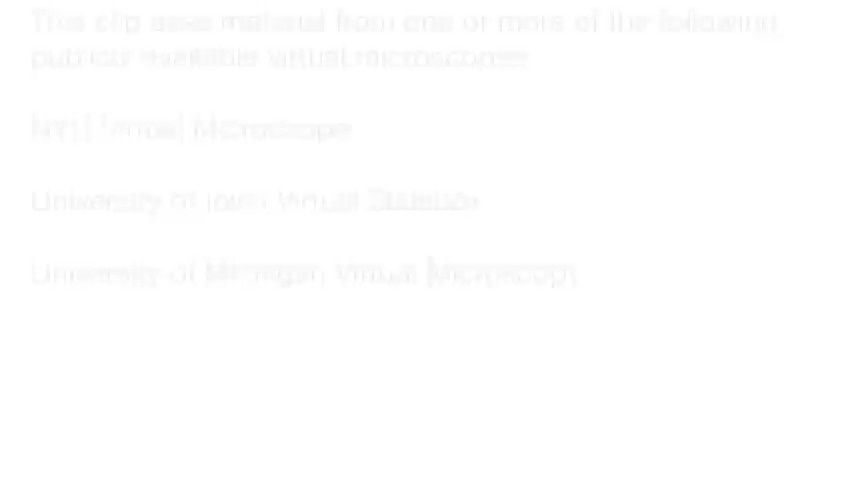 This clip uses material from one or more of the following
publicly available virtual microscopes
NYU Virtual Microscope
University of Iowa Virtual
University of Michigan Virtual Microscopy